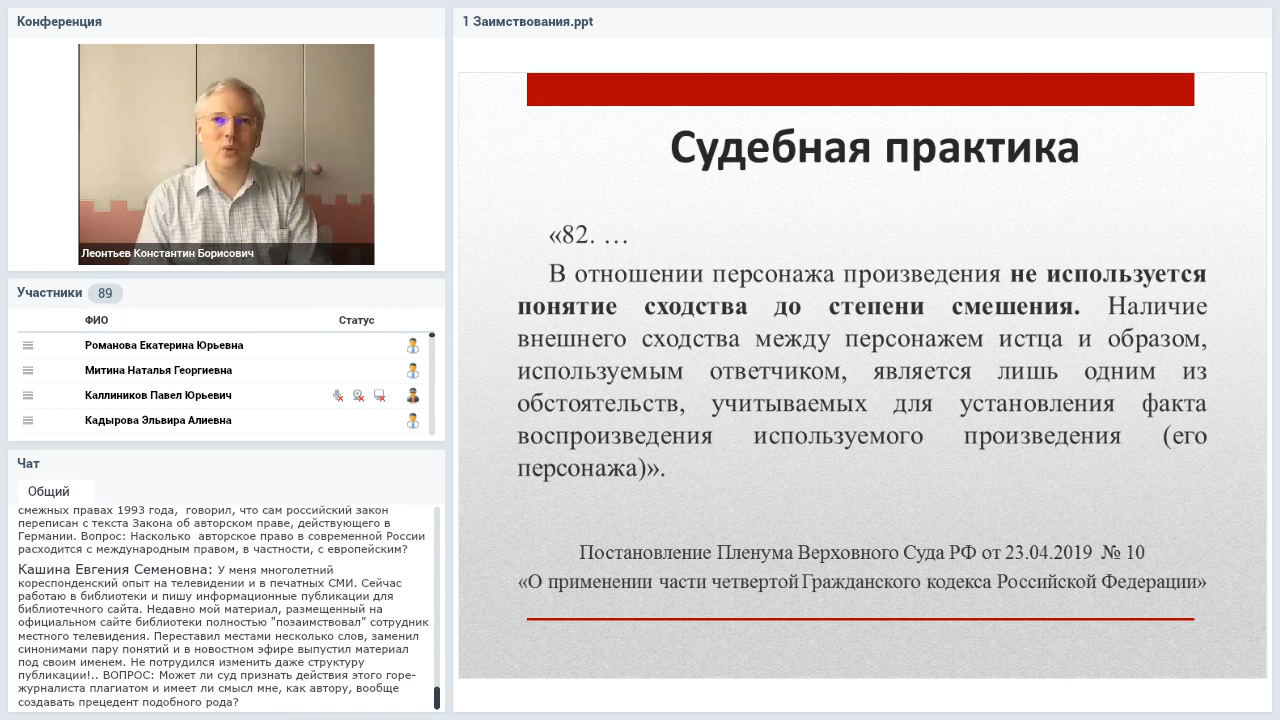 Конференция
Леонтьев Константин Борисович
Участники 89
ФИО Статус
Романова Екатерина Юрьевна
Митина Наталья Георгиевна
Каллиников Павел Юрьевич
Кадырова Эльвира Алиевна
Чат
Общий
смежных правах 1993 года, говорил, что сам российский закон
переписан с текста Закона об авторском праве, действующего в
Германии. Вопрос: Насколько авторское право в современной России
расходится с международным правом, в частности, с европейским?
Кашина Евгения Семеновна: У меня многолетний
кореспонденский опыт на телевидении и в печатных СМИ. Сейчас
работаю в библиотеки и пишу информационные публикации для
библиотечного сайта. Недавно мой материал, размещенный на
официальном сайте библиотеки полностью "позаимствовал" сотрудник
местного телевидения. Переставил местами несколько слов, заменил
синонимами пару понятий и в новостном эфире выпустил материал
под своим именем. Не потрудился изменить даже структуру
публикации!.. ВОПРОС: Может ли суд признать действия этого горе-
журналиста плагиатом и имеет ли смысл мне, как автору, вообще
создавать прецедент подобного рода?
1 Заимствования.ppt
Судебная практика
«82. …
В отношении персонажа произведения не используется
понятие сходства до степени смешения. Наличие
внешнего сходства между персонажем истца и образом,
используемым ответчиком, является лишь одним из
обстоятельств, учитываемых для установления факта
воспроизведения используемого произведения (его
персонажа)».
Постановление Пленума Верховного Суда РФ от 23.04.2019 № 10
«О применении части четвертой Гражданского кодекса Российской Федерации»